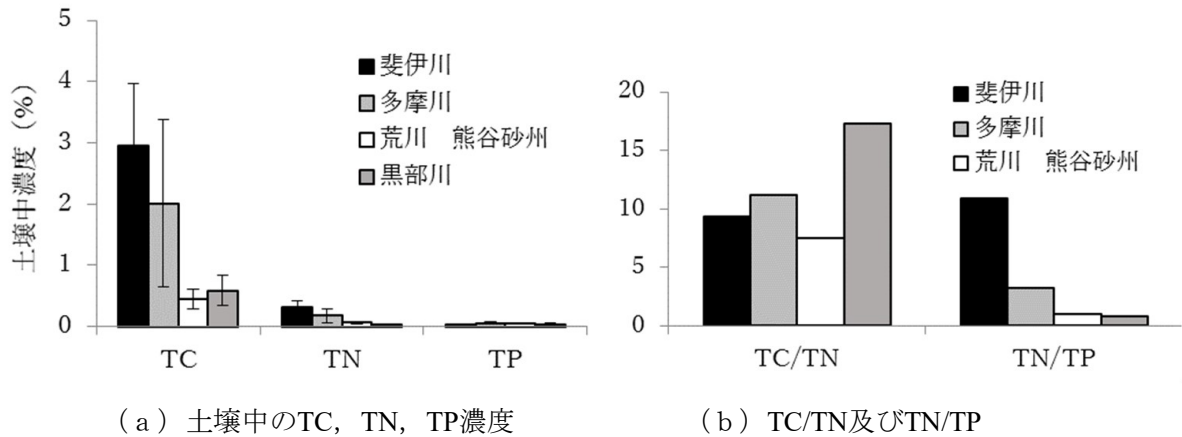 5
4
3
2
1
0
土壌中濃度（%）
斐伊川
多摩川
荒川　熊谷砂州
黒部川
TC
TN
TP
（ａ）土壌中のTC，TN，TP濃度
20
15
10
5
0
斐伊川
多摩川
荒川　熊谷砂州
TC/TN
TN/TP
（ｂ）TC/TN及びTN/TP